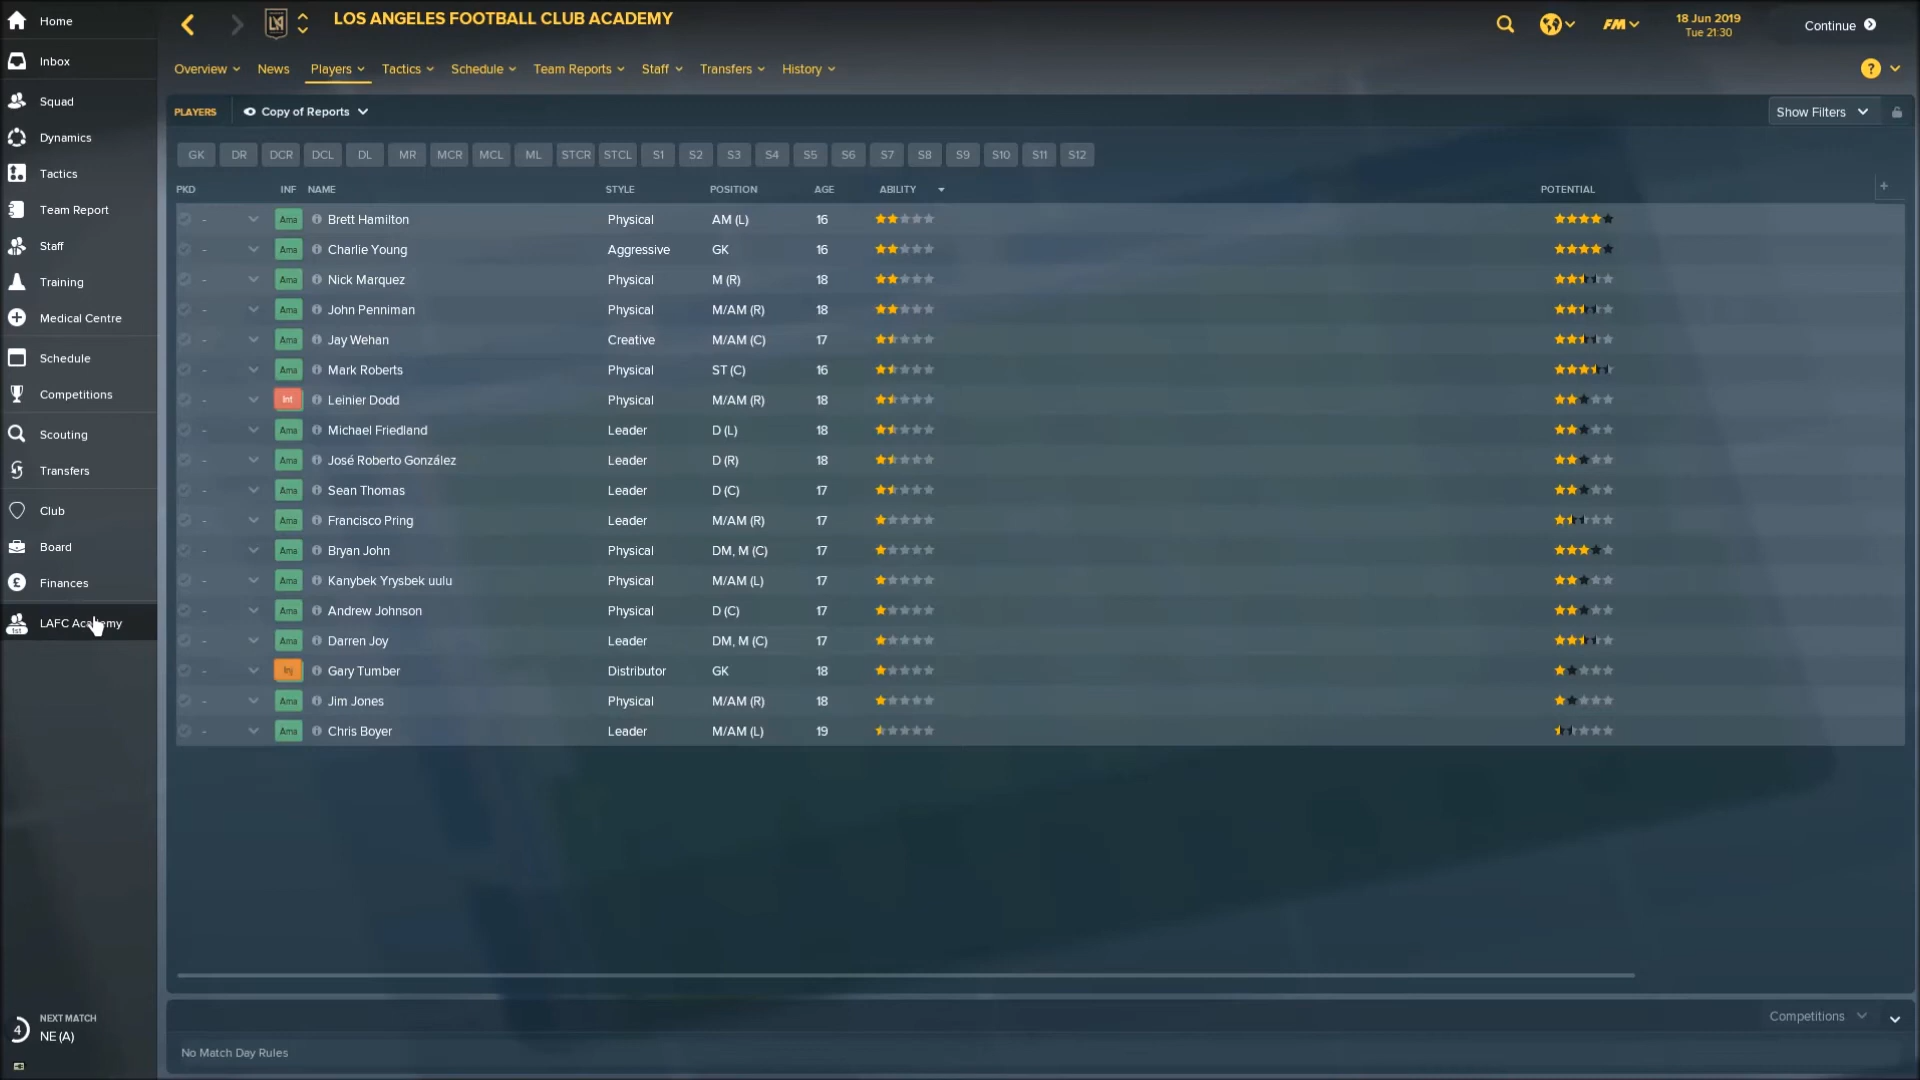 Home
Inbox
Squad
Dynamics
Tactics
Team Report
Staff
Training
Medical Centre
Schedule
Competitions
Scouting
Transfers
Club
Board
Finances
1st
LAFC Academy
4 NEXT MATCH
NE (A)
LOS ANGELES FOOTBALL CLUB ACADEMY
FM
18 Jun 2019
Tue 21:30
Continue
Overview News Players Tactics Schedule Team Reports Staff Transfers History ?
PLAYERS Copy of Reports Show Filters
GK DR DCR DCL DL MR MCR MCL ML STCR STCL S1 S2 S3 S4 S5 S6 S7 S8 S9 S10 S11 S12
PKD INF NAME STYLE POSITION AGE ABILITY POTENTIAL +
- Ama Brett Hamilton Physical AM (L) 16
- Ama Charlie Young Aggressive GK 16
- Ama Nick Marquez Physical M (R) 18
- Ama John Penniman Physical M/AM (R) 18
- Ama Jay Wehan Creative M/AM (C) 17
- Ama Mark Roberts Physical ST (C) 16
- Int Leinier Dodd Physical M/AM (R) 18
- Ama Michael Friedland Leader D (L) 18
- Ama José Roberto González Leader D (R) 18
- Ama Sean Thomas Leader D (C) 17
- Ama Francisco Pring Leader M/AM (R) 17
- Ama Bryan John Physical DM, M (C) 17
- Ama Kanybek Yrysbek uulu Physical M/AM (L) 17
- Ama Andrew Johnson Physical D (C) 17
- Ama Darren Joy Leader DM, M (C) 17
- Inj Gary Tumber Distributor GK 18
- Ama Jim Jones Physical M/AM (R) 18
- Ama Chris Boyer Leader M/AM (L) 19
Competitions
No Match Day Rules